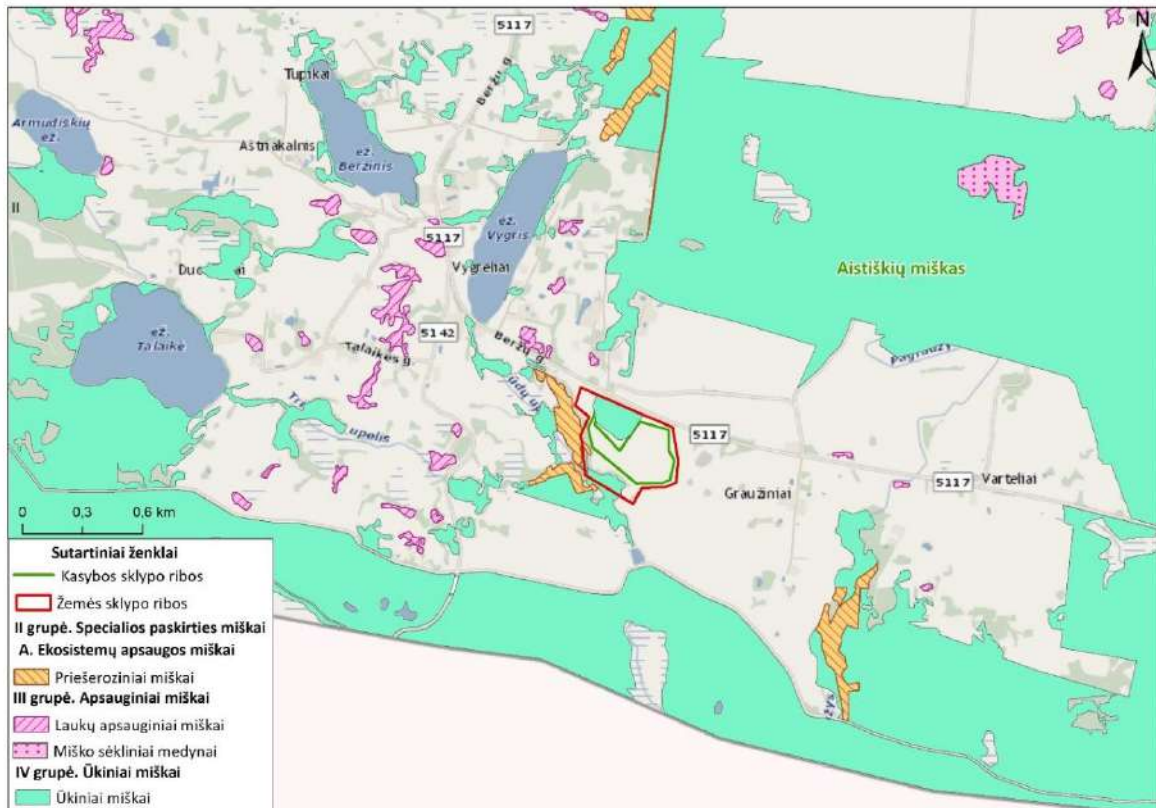 5117
N
Tupikai
Beržų g.
Armudiškių
ež.
Aštriakalnis
ež.
Beržinis
II
ež.
Vygris
5117
Vygreliai
Aistiškių miškas
ež.
Talaikė
5142
Talaikės g.
Beržų g.
upelis
5117
Graužiniai
Varteliai
5117
0 0,3 0,6 km
Sutartiniai ženklai
Kasybos sklypo ribos
Žemės sklypo ribos
II grupė. Specialios paskirties miškai
A. Ekosistemų apsaugos miškai
Priešeroziniai miškai
III grupė. Apsauginiai miškai
Laukų apsauginiai miškai
Miško sėkliniai medynai
IV grupė. Ūkiniai miškai
Ūkiniai miškai